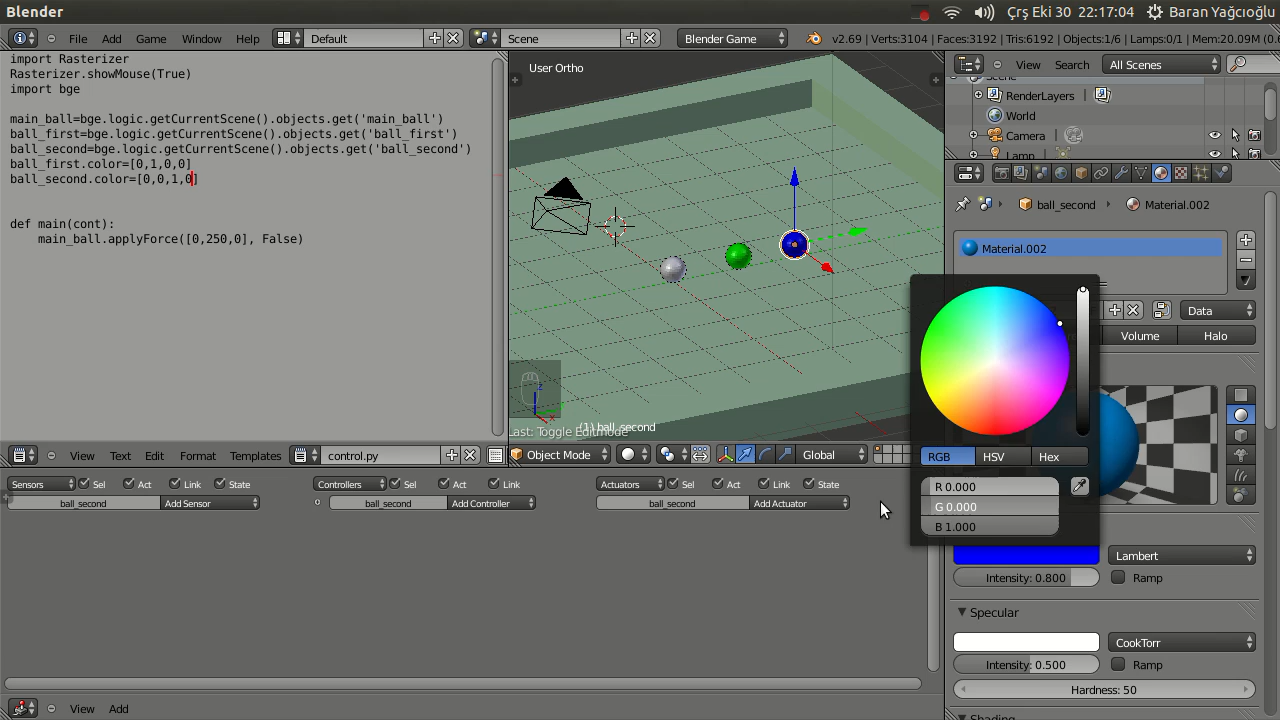 Blender
Çrş Eki 30 22:17:04
Baran Yağcıoğlu
File Add Game Window Help
Default
Scene
Blender Game
v2.69 | Verts:3104 | Faces:3192 | Tris:6192 | Objects:1/6 | Lamps:0/1 | Mem:20.09M
import Rasterizer
Rasterizer.showMouse(True)
import bge
main_ball=bge.logic.getCurrentScene().objects.get('main_ball')
ball_first=bge.logic.getCurrentScene().objects.get('ball_first')
ball_second=bge.logic.getCurrentScene().objects.get('ball_second')
ball_first.color=[0,1,0,0]
ball_second.color=[0,0,1,0]
def main(cont):
main_ball.applyForce([0,250,0], False)
View Text Edit Format Templates
control.py
User Ortho
(1) ball_second
Last: Toggle Editmode
Object Mode
Global
Sensors Sel Act Link State
ball_second Add Sensor
Controllers Sel Act Link
ball_second Add Controller
Actuators Sel Act Link State
ball_second Add Actuator
View Add
View Search All Scenes
Scene
RenderLayers
World
Camera
Lamp
ball_second Material.002
Material.002
Data
Volume Halo
RGB HSV Hex
R 0.000
G 0.000
B 1.000
Lambert
Intensity: 0.800 Ramp
Specular
CookTorr
Intensity: 0.500 Ramp
Hardness: 50
Shading